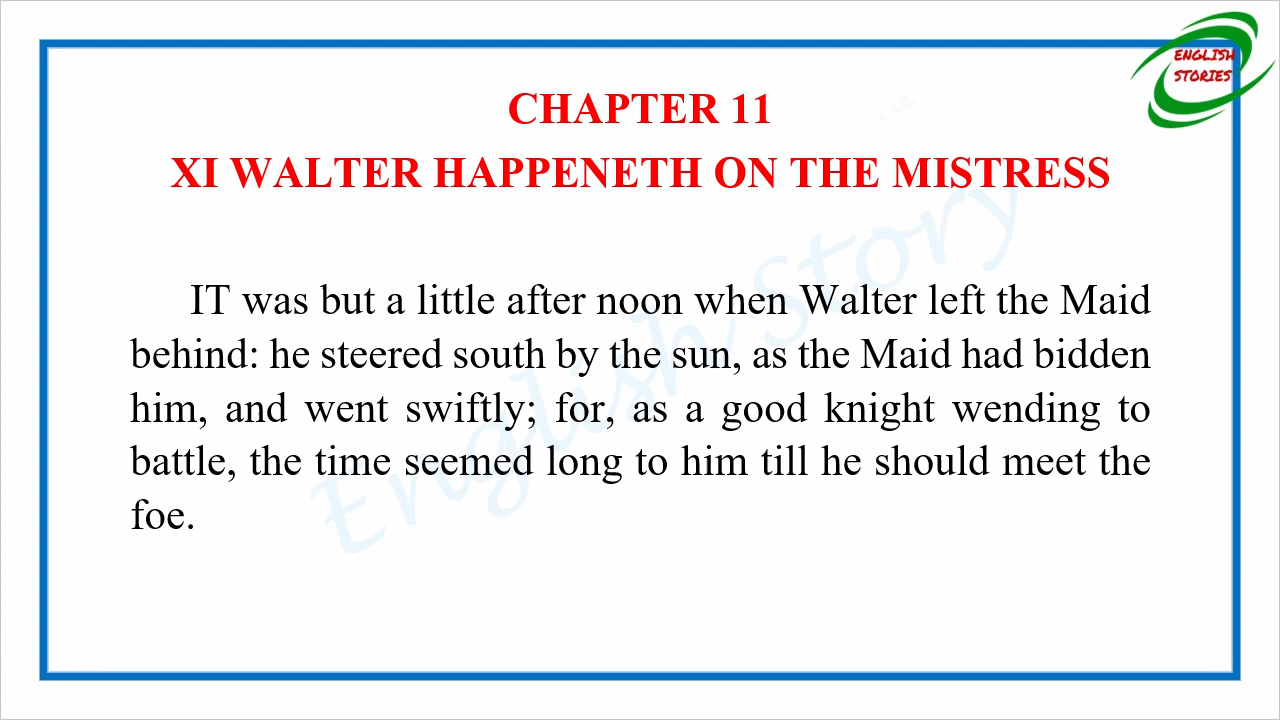 ENGLISH
STORIES
CHAPTER 11
XI WALTER HAPPENETH ON THE MISTRESS
IT was but a little after noon when Walter left the Maid
behind: he steered south by the sun, as the Maid had bidden
him, and went swiftly; for, as a good knight wending to
battle, the time seemed long to him till he should meet the
foe.
English Story